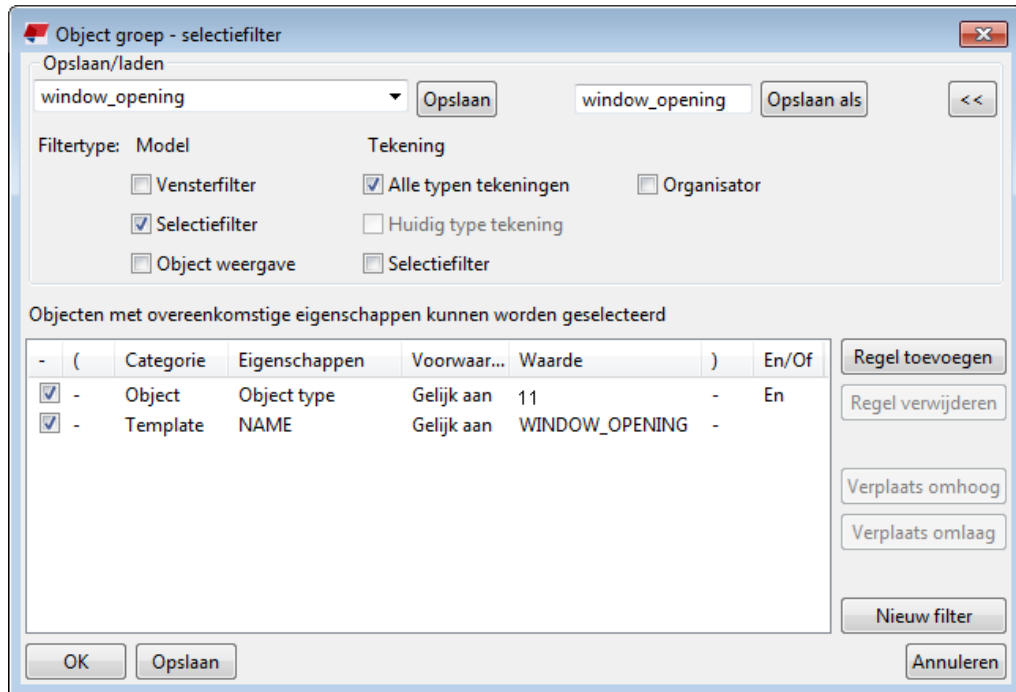 Object groep - selectiefilter
Opslaan/laden
window_opening Opslaan window_opening Opslaan als <<
Filtertype: Model Tekening
Vensterfilter Alle typen tekeningen Organisator
Selectiefilter Huidig type tekening
Object weergave Selectiefilter
Objecten met overeenkomstige eigenschappen kunnen worden geselecteerd
- ( Categorie Eigenschappen Voorwaar... Waarde ) En/Of Regel toevoegen
- Object Object type Gelijk aan 11 - En
Regel verwijderen
- Template NAME Gelijk aan WINDOW_OPENING -
Verplaats omhoog
Verplaats omlaag
Nieuw filter
OK Opslaan Annuleren